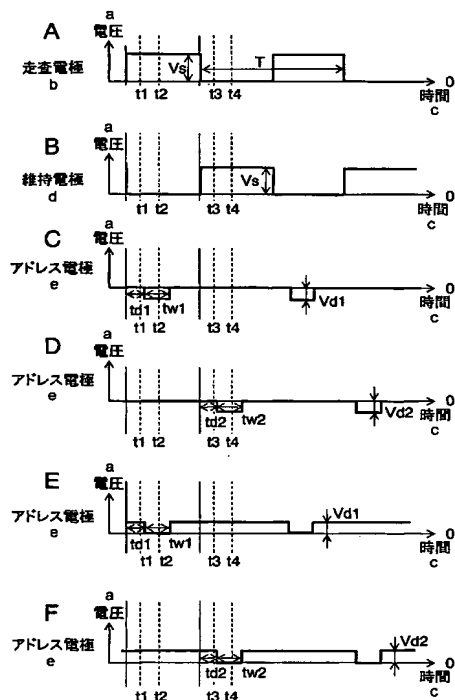 A
a
電圧
走査電極
b
Vs
T
t1 t2 t3 t4
0
時間
c
B
a
電圧
維持電極
d
Vs
t1 t2 t3 t4
0
時間
c
C
a
電圧
アドレス電極
e
td1 tw1
t1 t2 t3 t4
Vd1
0
時間
c
D
a
電圧
アドレス電極
e
td2 tw2
t1 t2 t3 t4
Vd2
0
時間
c
E
a
電圧
アドレス電極
e
td1 tw1
t1 t2 t3 t4
Vd1
0
時間
c
F
a
電圧
アドレス電極
e
td2 tw2
t1 t2 t3 t4
Vd2
0
時間
c